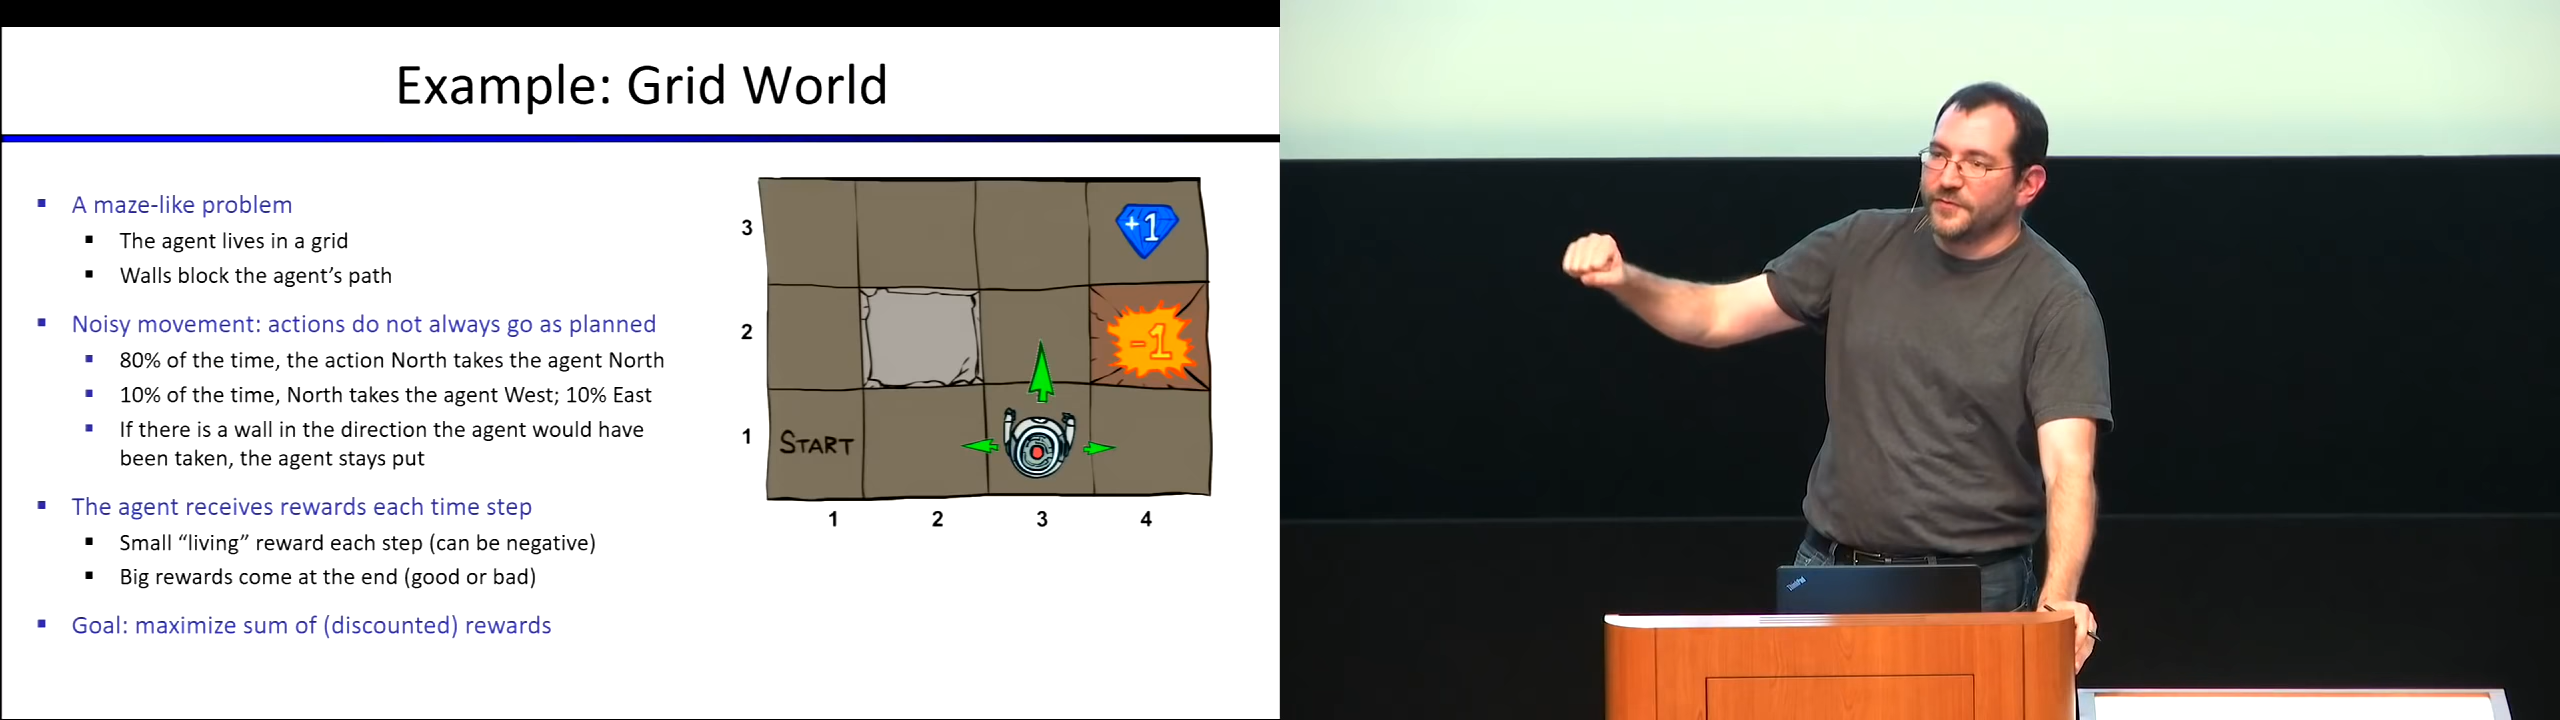 Example: Grid World
A maze-like problem
The agent lives in a grid
Walls block the agent’s path
Noisy movement: actions do not always go as planned
80% of the time, the action North takes the agent North
10% of the time, North takes the agent West; 10% East
If there is a wall in the direction the agent would have
been taken, the agent stays put
The agent receives rewards each time step
Small “living” reward each step (can be negative)
Big rewards come at the end (good or bad)
Goal: maximize sum of (discounted) rewards
3
+1
2
-1
1
START
1 2 3 4
ThinkPad